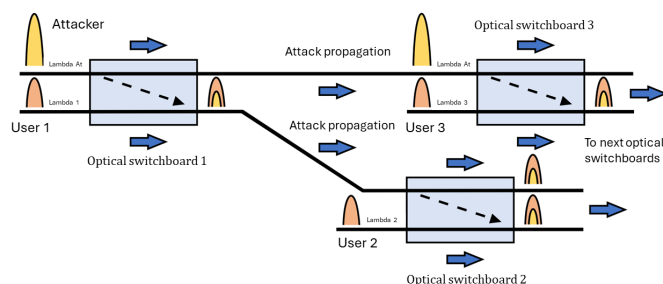 Attacker
Optical switchboard 3
Attack propagation
Lambda At
Lambda At
Lambda 1
Lambda 3
User 1
Attack propagation
User 3
Optical switchboard 1
To next optical
switchboards
Lambda 2
User 2
Optical switchboard 2